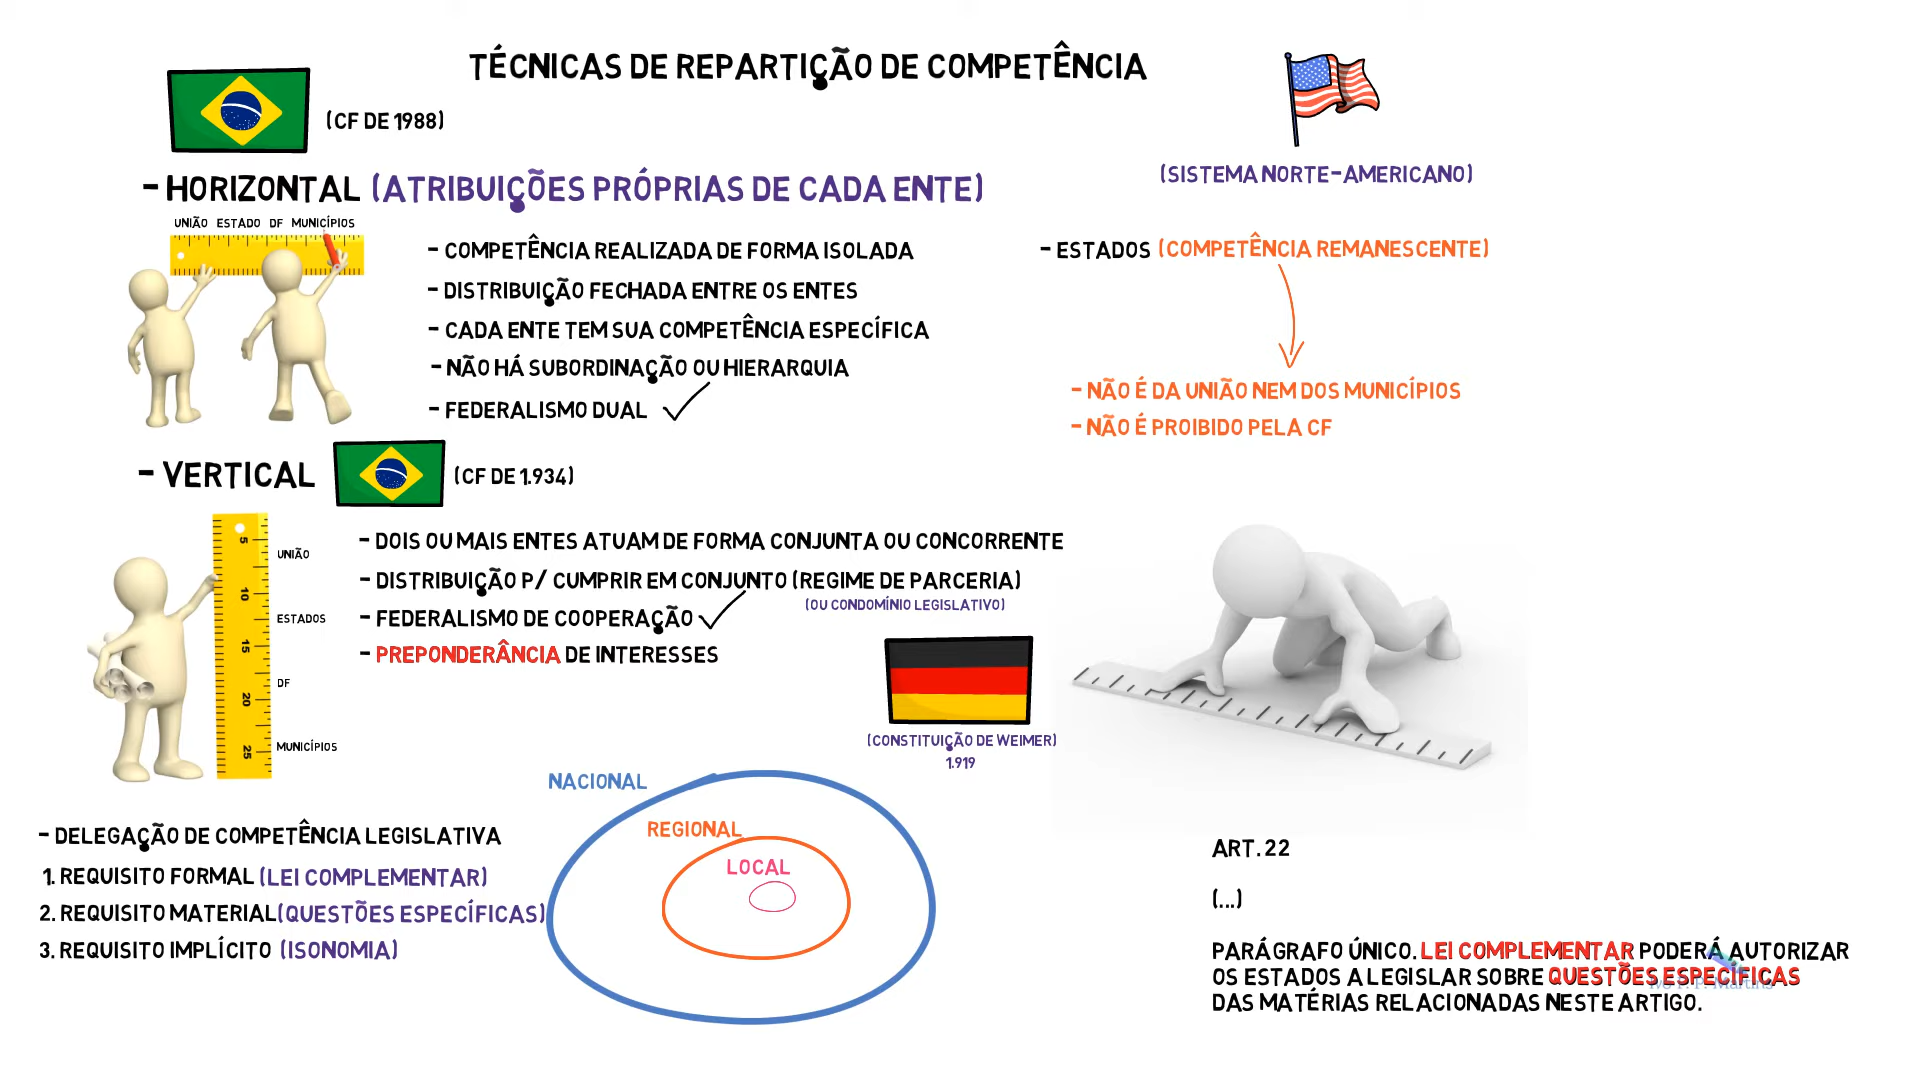 TÉCNICAS DE REPARTIÇÃO DE COMPETÊNCIA
(CF DE 1988)
- HORIZONTAL (ATRIBUIÇÕES PRÓPRIAS DE CADA ENTE)
UNIÃO ESTADO DF MUNICÍPIOS
- COMPETÊNCIA REALIZADA DE FORMA ISOLADA
- DISTRIBUIÇÃO FECHADA ENTRE OS ENTES
- CADA ENTE TEM SUA COMPETÊNCIA ESPECÍFICA
- NÃO HÁ SUBORDINAÇÃO OU HIERARQUIA
- FEDERALISMO DUAL
(SISTEMA NORTE-AMERICANO)
- ESTADOS (COMPETÊNCIA REMANESCENTE)
- NÃO É DA UNIÃO NEM DOS MUNICÍPIOS
- NÃO É PROIBIDO PELA CF
- VERTICAL (CF DE 1.934)
5
10
15
20
25
UNIÃO
ESTADOS
DF
MUNICÍPIOS
- DOIS OU MAIS ENTES ATUAM DE FORMA CONJUNTA OU CONCORRENTE
- DISTRIBUIÇÃO P/ CUMPRIR EM CONJUNTO (REGIME DE PARCERIA)
(OU CONDOMÍNIO LEGISLATIVO)
- FEDERALISMO DE COOPERAÇÃO
- PREPONDERÂNCIA DE INTERESSES
(CONSTITUIÇÃO DE WEIMER)
1.919
NACIONAL
REGIONAL
LOCAL
- DELEGAÇÃO DE COMPETÊNCIA LEGISLATIVA
1. REQUISITO FORMAL (LEI COMPLEMENTAR)
2. REQUISITO MATERIAL(QUESTÕES ESPECÍFICAS)
3. REQUISITO IMPLÍCITO (ISONOMIA)
ART. 22
(...)
PARÁGRAFO ÚNICO. LEI COMPLEMENTAR PODERÁ AUTORIZAR
OS ESTADOS A LEGISLAR SOBRE QUESTÕES ESPECÍFICAS
DAS MATÉRIAS RELACIONADAS NESTE ARTIGO.
Martins